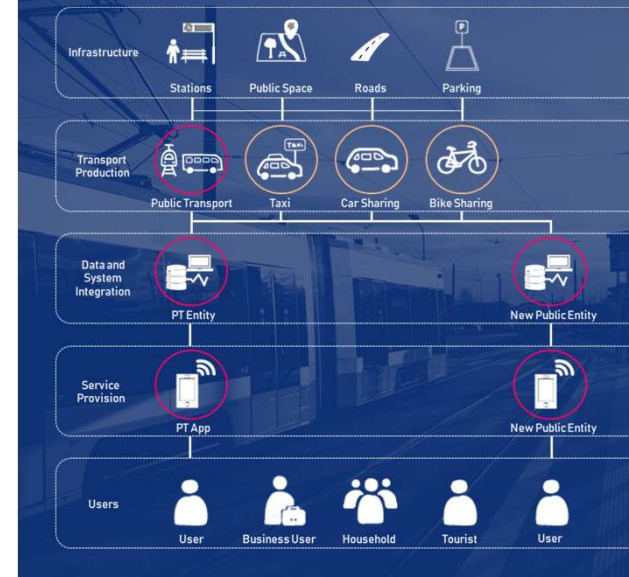 Infrastructure
Stations
Public Space
P
Roads
Parking
Transport
Production
TAXI
Public Transport
Taxi
Car Sharing
Bike Sharing
Data and
System
Integration
PT Entity
New Public Entity
Service
Provision
PT App
New Public Entity
Users
User
Business User
Household
Tourist
User